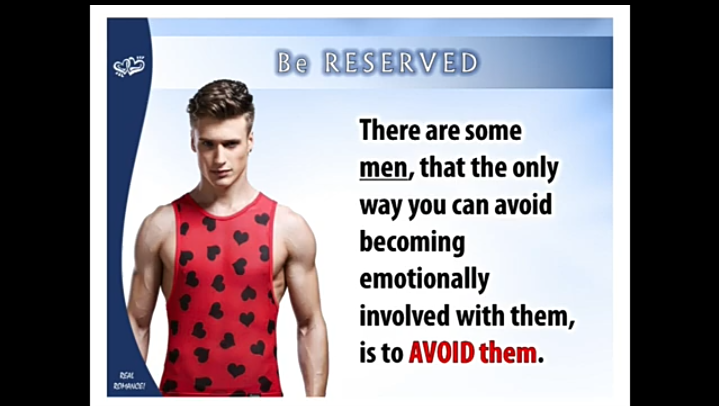 Be RESERVED
There are some
men, that the only
way you can avoid
becoming
emotionally
involved with them,
is to AVOID them.
REAL
ROMANCE!